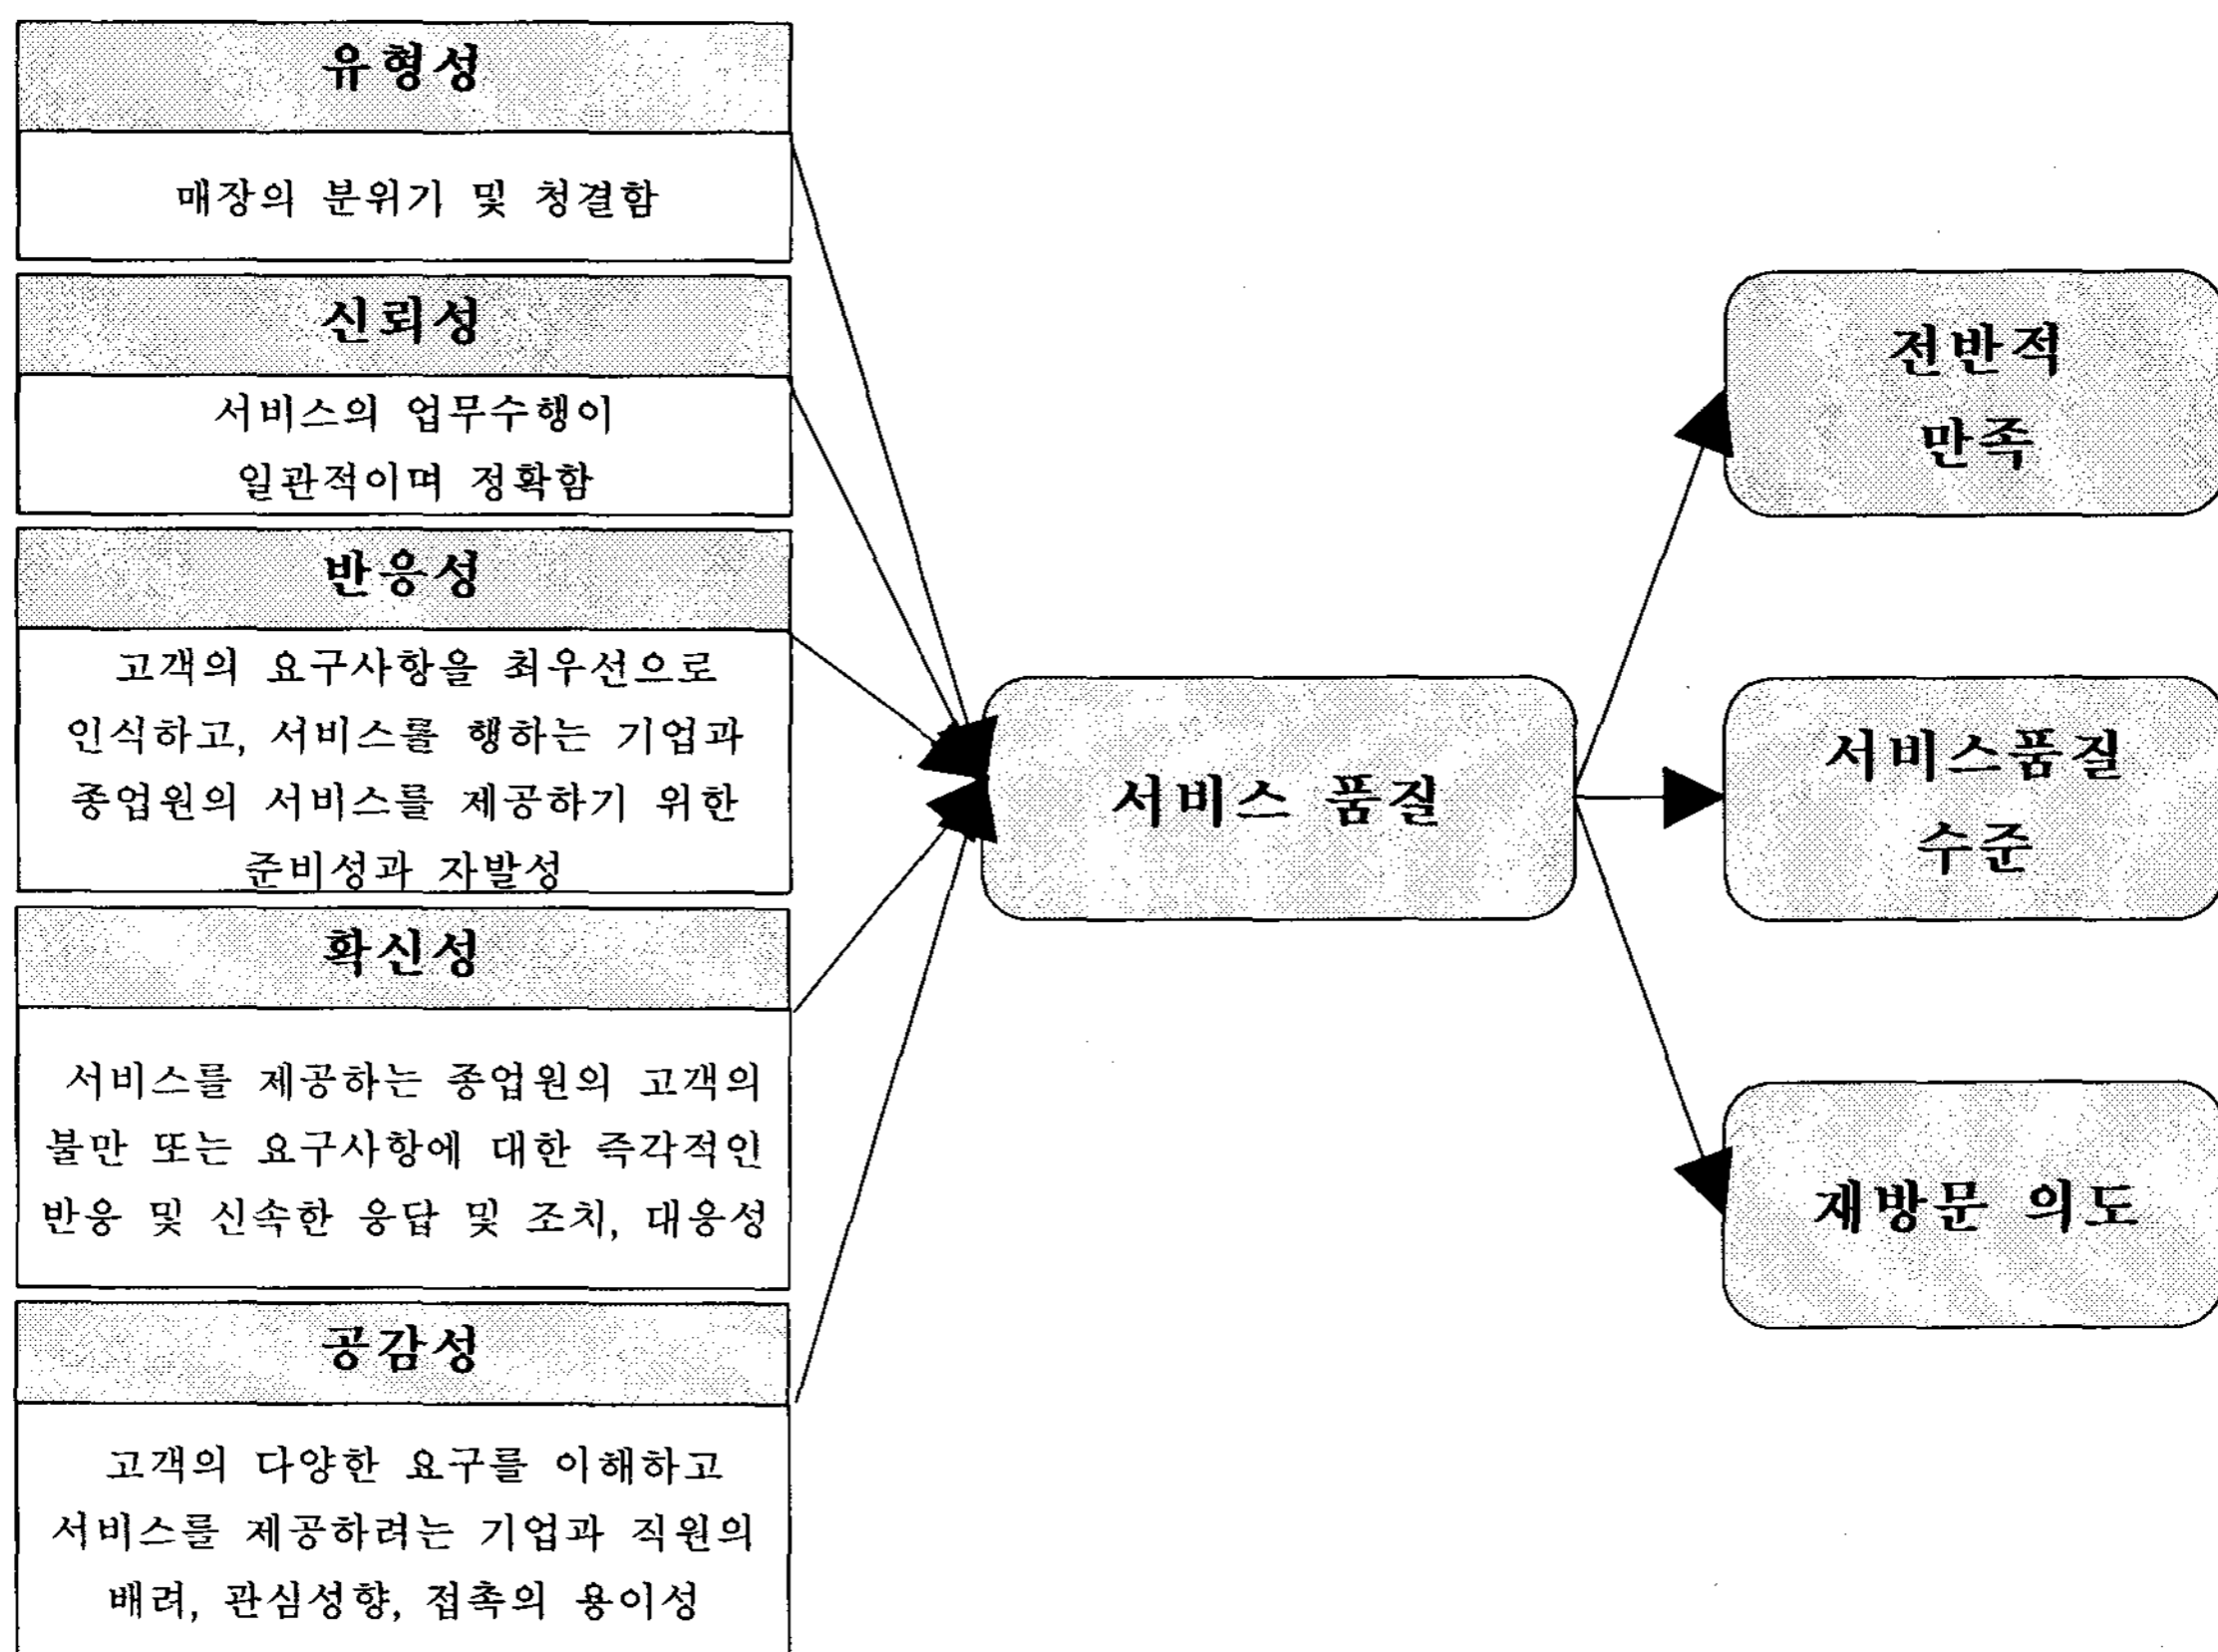 유형성
매장의 분위기 및 청결함
신뢰성
서비스의 업무수행이
일관적이며 정확함
반응성
고객의 요구사항을 최우선으로
인식하고, 서비스를 행하는 기업과
종업원의 서비스를 제공하기 위한
준비성과 자발성
확신성
서비스를 제공하는 종업원의 고객의
불만 또는 요구사항에 대한 즉각적인
반응 및 신속한 응답 및 조치, 대응성
공감성
고객의 다양한 요구를 이해하고
서비스를 제공하려는 기업과 직원의
배려, 관심성향, 접촉의 용이성
서비스 품질
전반적
만족
서비스품질
수준
재방문 의도